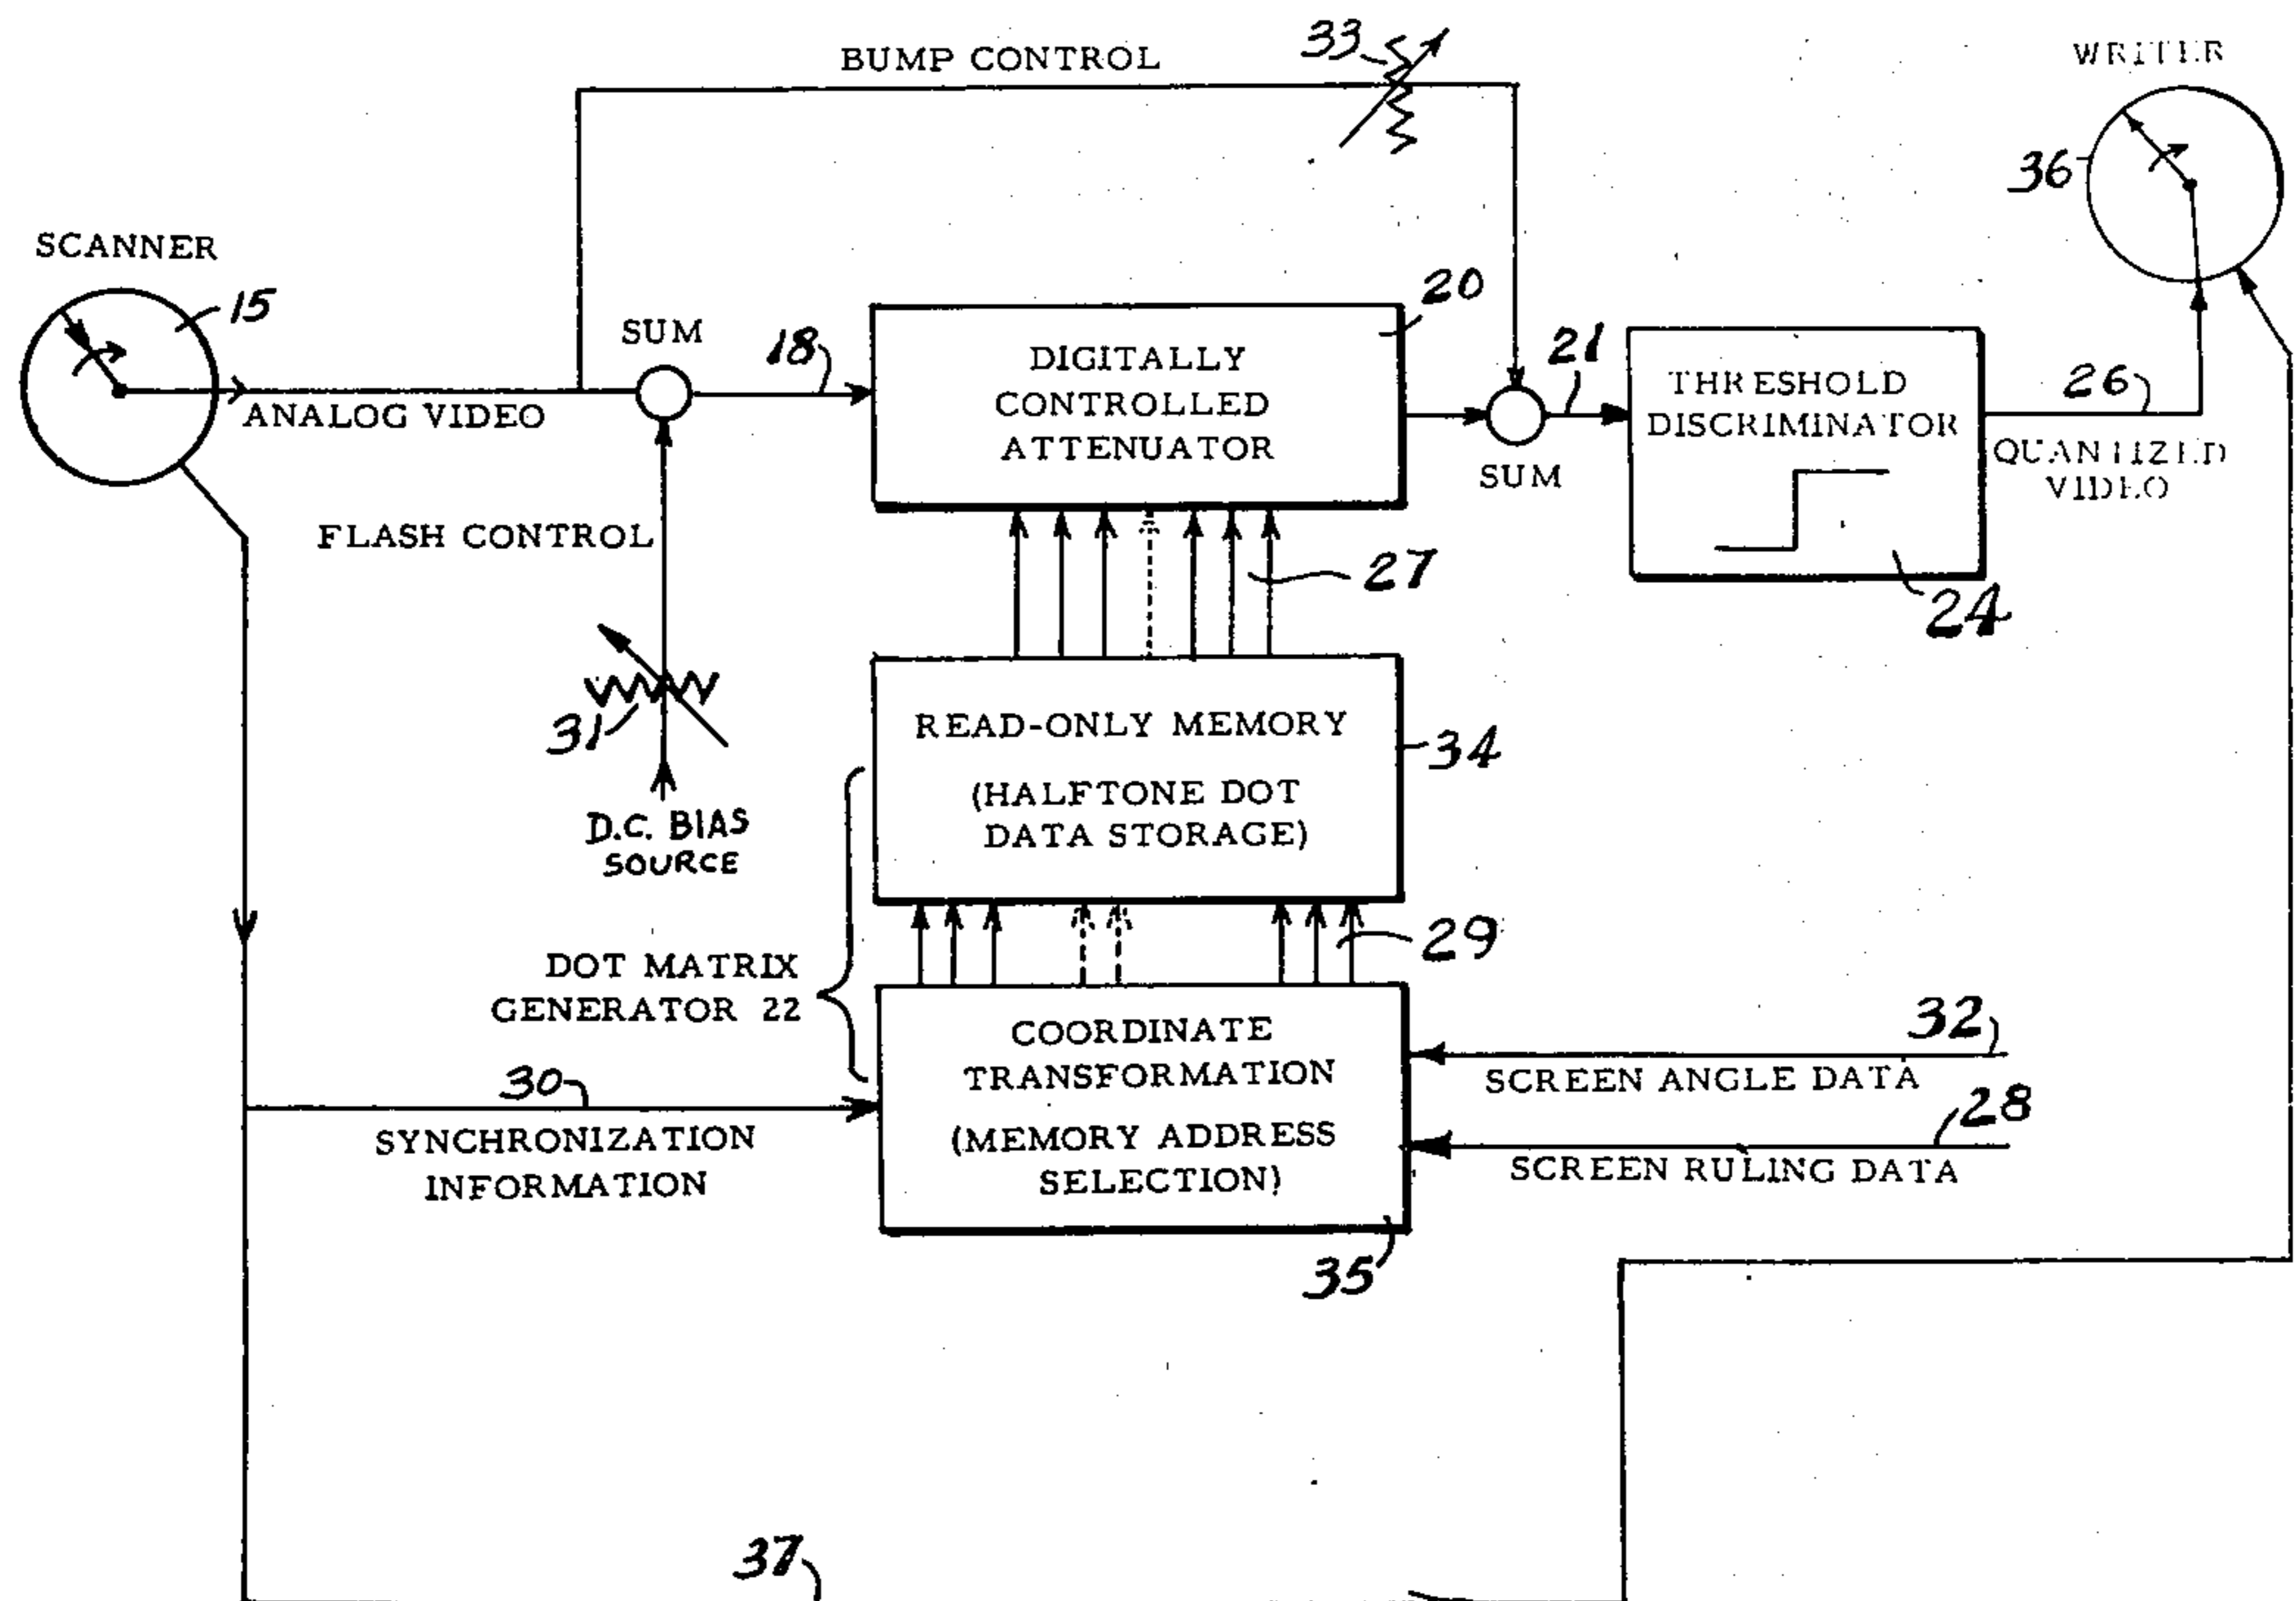 BUMP CONTROL
33
WRITER
36
SCANNER
15
SUM
18
20
21
ANALOG VIDEO
DIGITALLY
CONTROLLED
ATTENUATOR
SUM
THRESHOLD
DISCRIMINATOR
24
26
QUANTIZED
VIDEO
FLASH CONTROL
27
31
D.C. BIAS
SOURCE
READ-ONLY MEMORY
(HALFTONE DOT
DATA STORAGE)
34
29
DOT MATRIX
GENERATOR 22
COORDINATE
TRANSFORMATION
(MEMORY ADDRESS
SELECTION)
35
32
SCREEN ANGLE DATA
28
SCREEN RULING DATA
30
SYNCHRONIZATION
INFORMATION
37